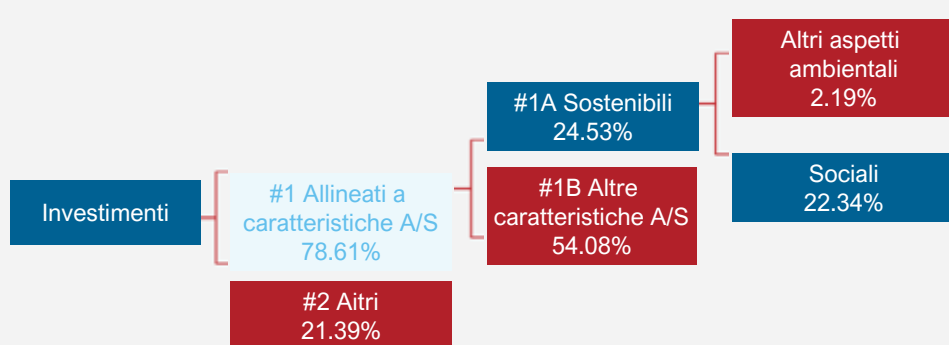 Investimenti
#1 Allineati a
caratteristiche A/S
78.61%
#2 Aitri
21.39%
#1A Sostenibili
24.53%
#1B Altre
caratteristiche A/S
54.08%
Altri aspetti
ambientali
2.19%
Sociali
22.34%